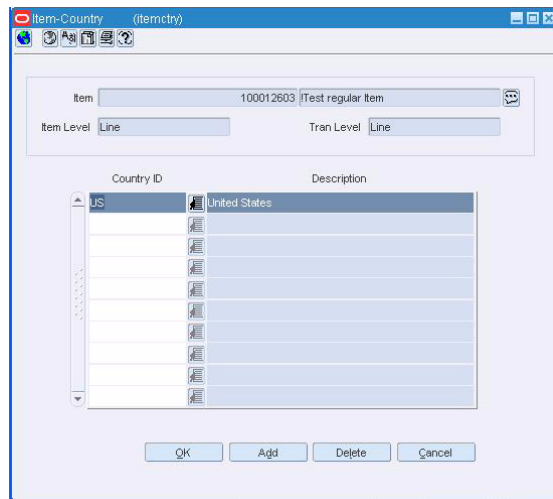 Item-Country (itemctry)
Item 100012603 !Test regular Item
Item Level Line Tran Level Line
Country ID Description
US United States
OK Add Delete Cancel